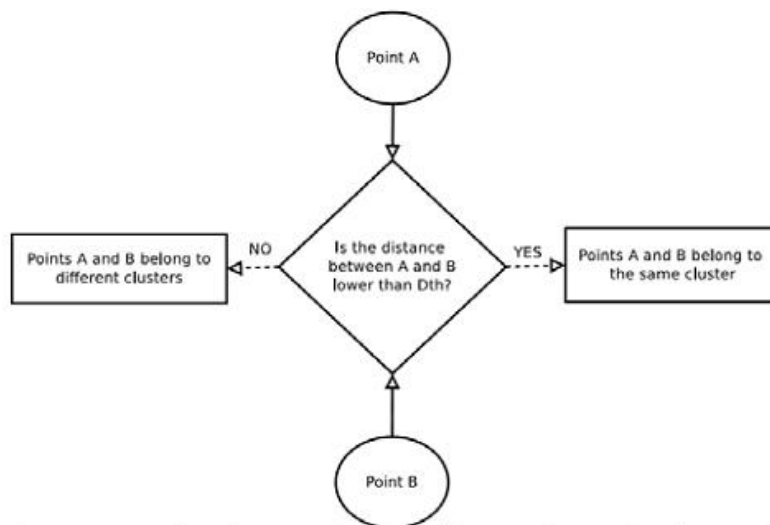 Point A
Is the distance
between A and B
lower than Dth?
NO
YES
Points A and B belong to
different clusters
Points A and B belong to
the same cluster
Point B